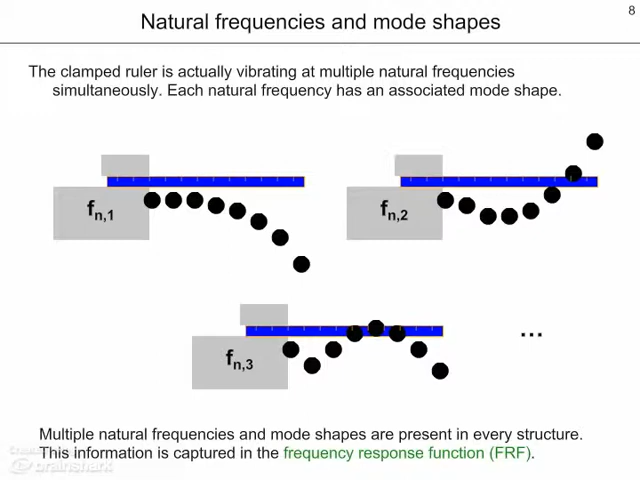 8
Natural frequencies and mode shapes
The clamped ruler is actually vibrating at multiple natural frequencies
simultaneously. Each natural frequency has an associated mode shape.
fn,1
fn,2
fn,3
...
Multiple natural frequencies and mode shapes are present in every structure.
This information is captured in the frequency response function (FRF).
brainshark